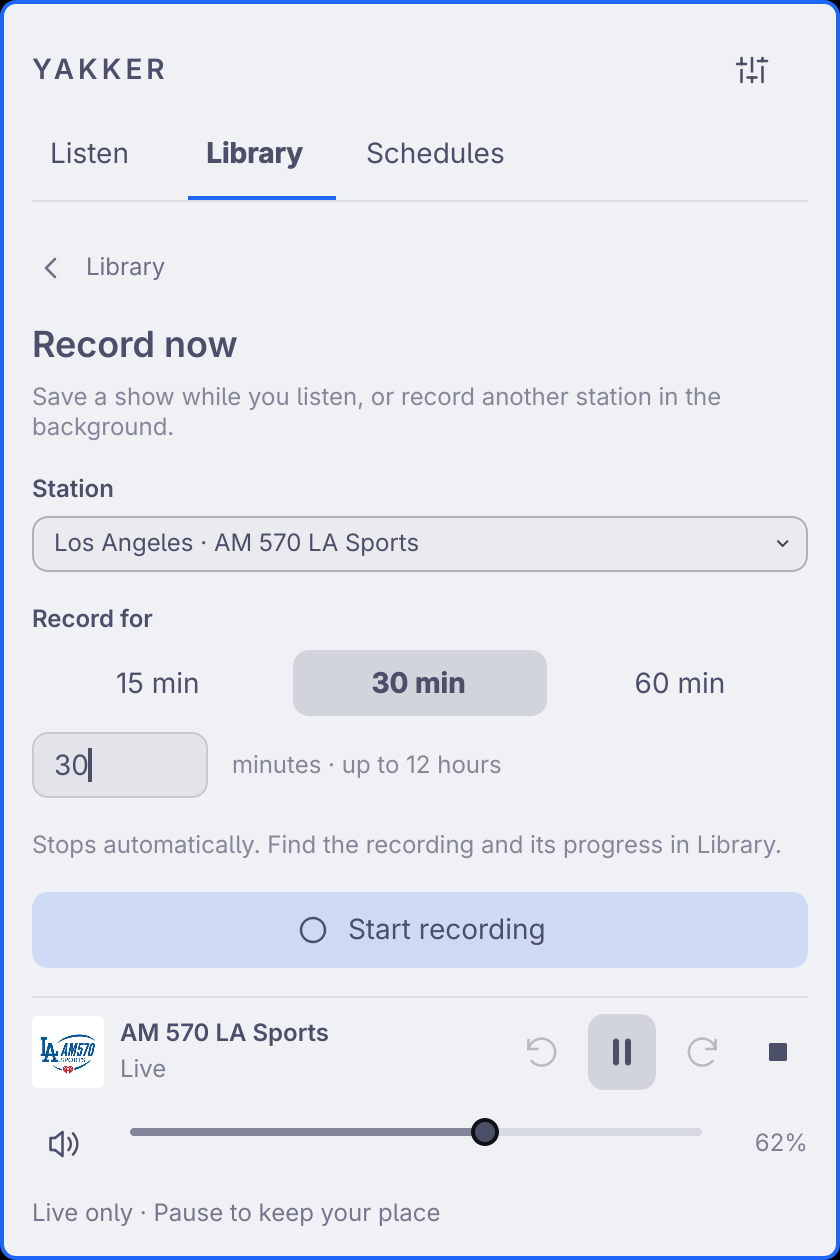 YAKKER
Listen
Library
Schedules
Library
Record now
Save a show while you listen, or record another station in the
background.
Station
Los Angeles · AM 570 LA Sports
Record for
15 min
30 min
60 min
30
minutes · up to 12 hours
Stops automatically. Find the recording and its progress in Library.
Start recording
LA AM570
SPORTS
AM 570 LA Sports
Live
62%
Live only · Pause to keep your place